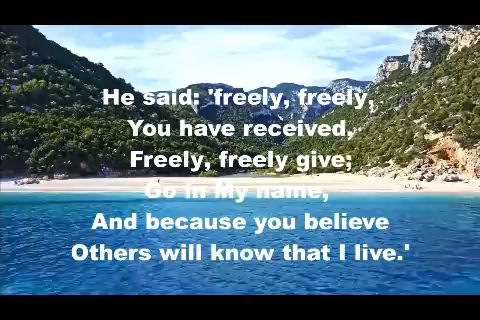 He said: 'freely, freely,
You have received,
Freely, freely give;
Go in My name,
And because you believe
Others will know that I live.'